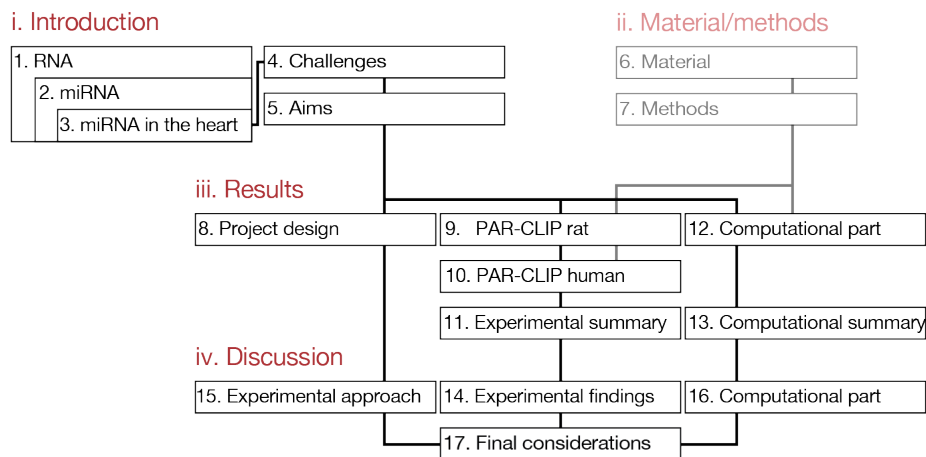 i. Introduction
1. RNA
2. miRNA
3. miRNA in the heart
4. Challenges
5. Aims
ii. Material/methods
6. Material
7. Methods
iii. Results
8. Project design
9. PAR-CLIP rat
10. PAR-CLIP human
11. Experimental summary
12. Computational part
13. Computational summary
iv. Discussion
15. Experimental approach
14. Experimental findings
16. Computational part
17. Final considerations